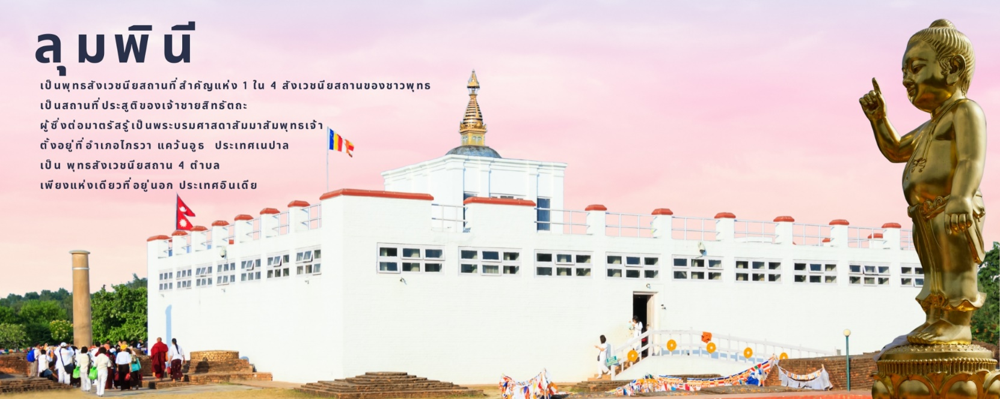 ลุมพินี
เป็นพุทธสังเวชนียสถานที่สำคัญแห่ง 1 ใน 4 สังเวชนียสถานของชาวพุทธ
เป็นสถานที่ประสูติของเจ้าชายสิทธัตถะ
ผู้ซึ่งต่อมาตรัสรู้เป็นพระบรมศาสดาสัมมาสัมพุทธเจ้า
ตั้งอยู่ที่อำเภอไภรวา แคว้นอูธ ประเทศเนปาล
เป็น พุทธสังเวชนียสถาน 4 ตำบล
เพียงแห่งเดียวที่อยู่นอก ประเทศอินเดีย